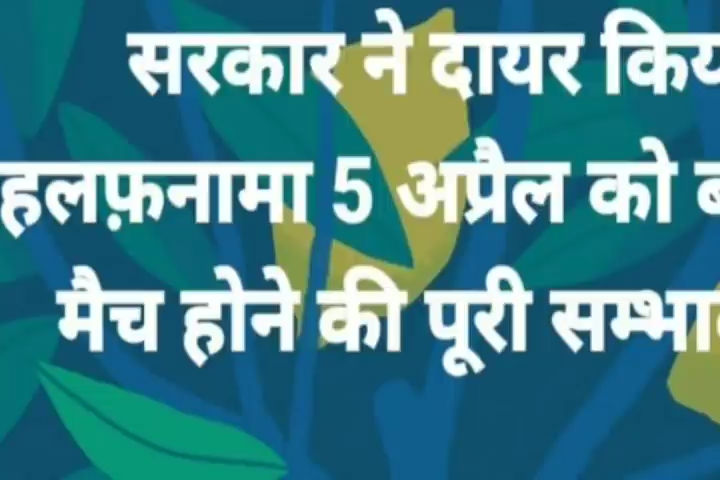 सरकार ने दायर
हलफ़नामा 5 अप्रैल को
मैच होने की पूरी